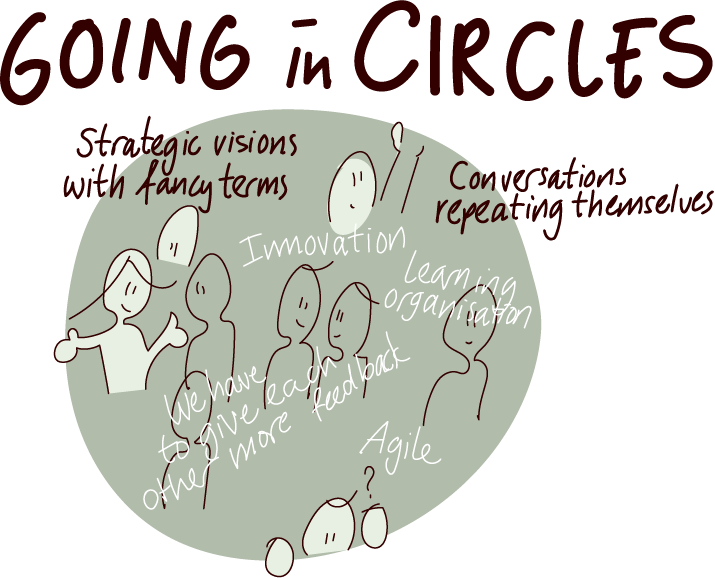 GOING in CIRCLES
Strategic visions
with fancy terms
Conversations
repeating themselves
Innovation
Learning
organisation
We have
to give each
other more feedback
Agile
?